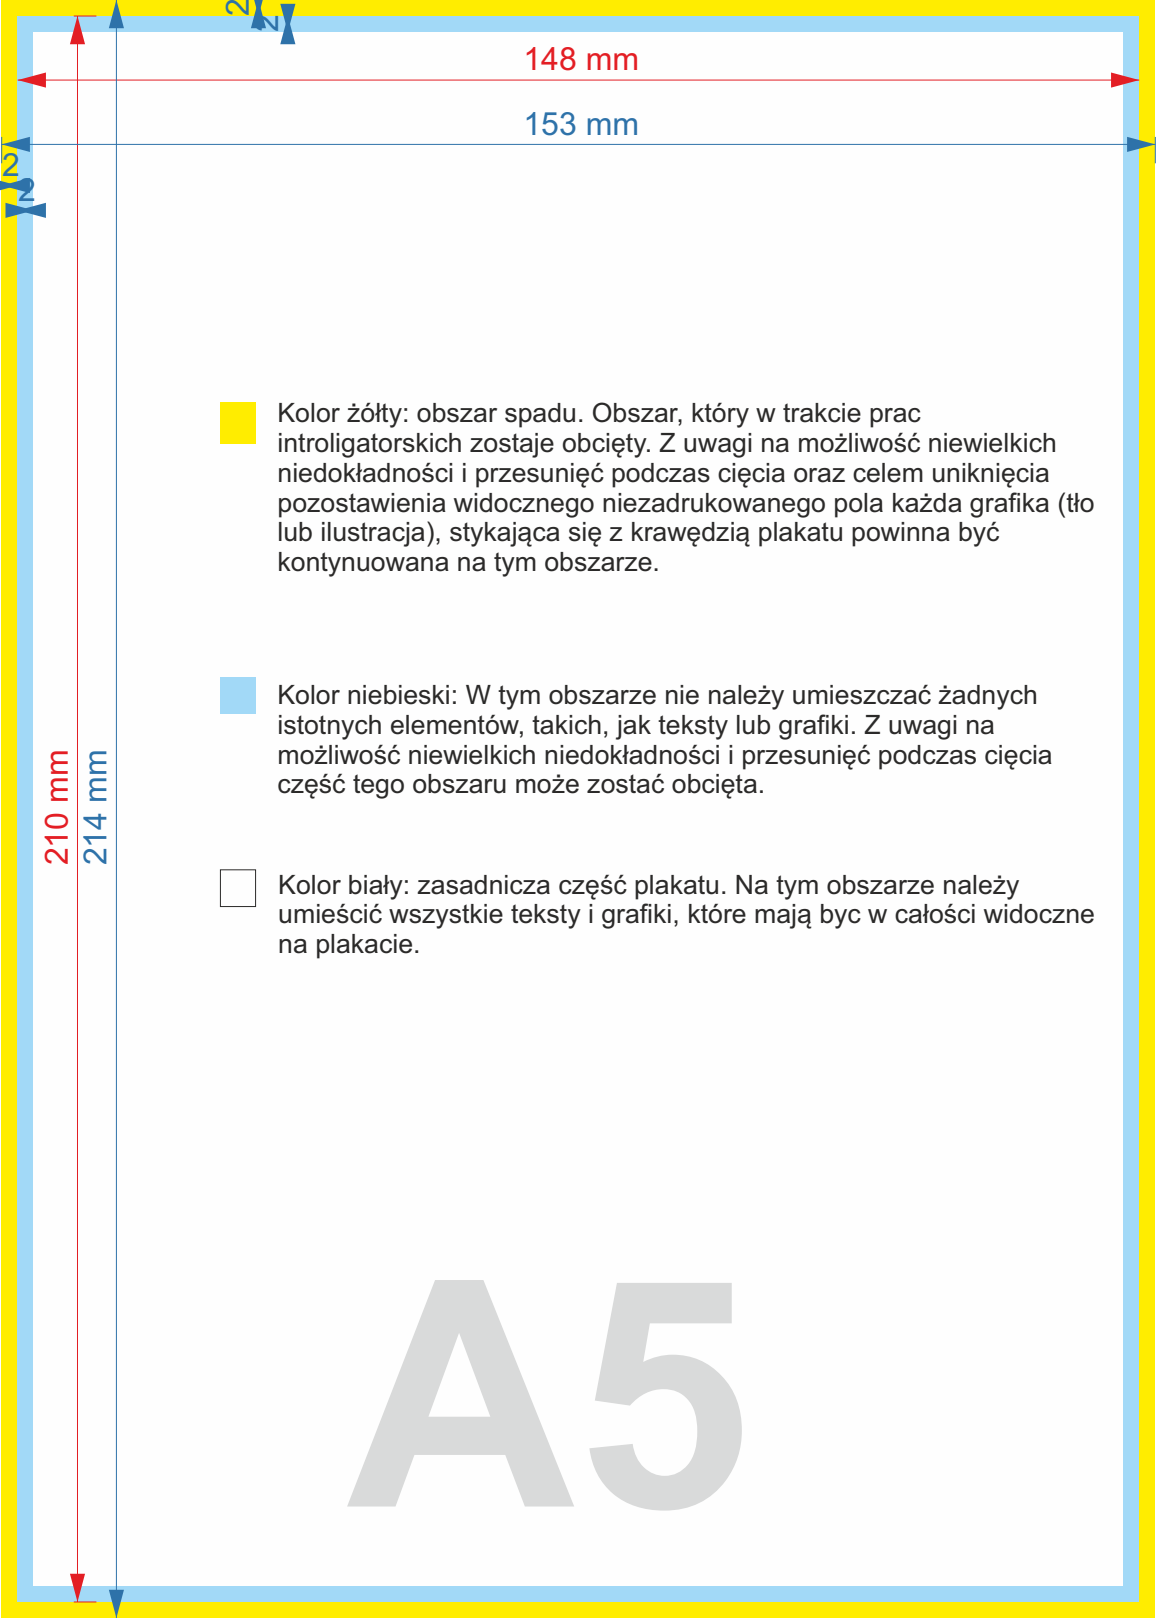 2
2
148 mm
153 mm
2
2
Kolor żółty: obszar spadu. Obszar, który w trakcie prac
introligatorskich zostaje obcięty. Z uwagi na możliwość niewielkich
niedokładności i przesunięć podczas cięcia oraz celem uniknięcia
pozostawienia widocznego niezadrukowanego pola każda grafika (tło
lub ilustracja), stykająca się z krawędzią plakatu powinna być
kontynuowana na tym obszarze.
Kolor niebieski: W tym obszarze nie należy umieszczać żadnych
istotnych elementów, takich, jak teksty lub grafiki. Z uwagi na
możliwość niewielkich niedokładności i przesunięć podczas cięcia
część tego obszaru może zostać obcięta.
210 mm
214 mm
Kolor biały: zasadnicza część plakatu. Na tym obszarze należy
umieścić wszystkie teksty i grafiki, które mają byc w całości widoczne
na plakacie.
A5